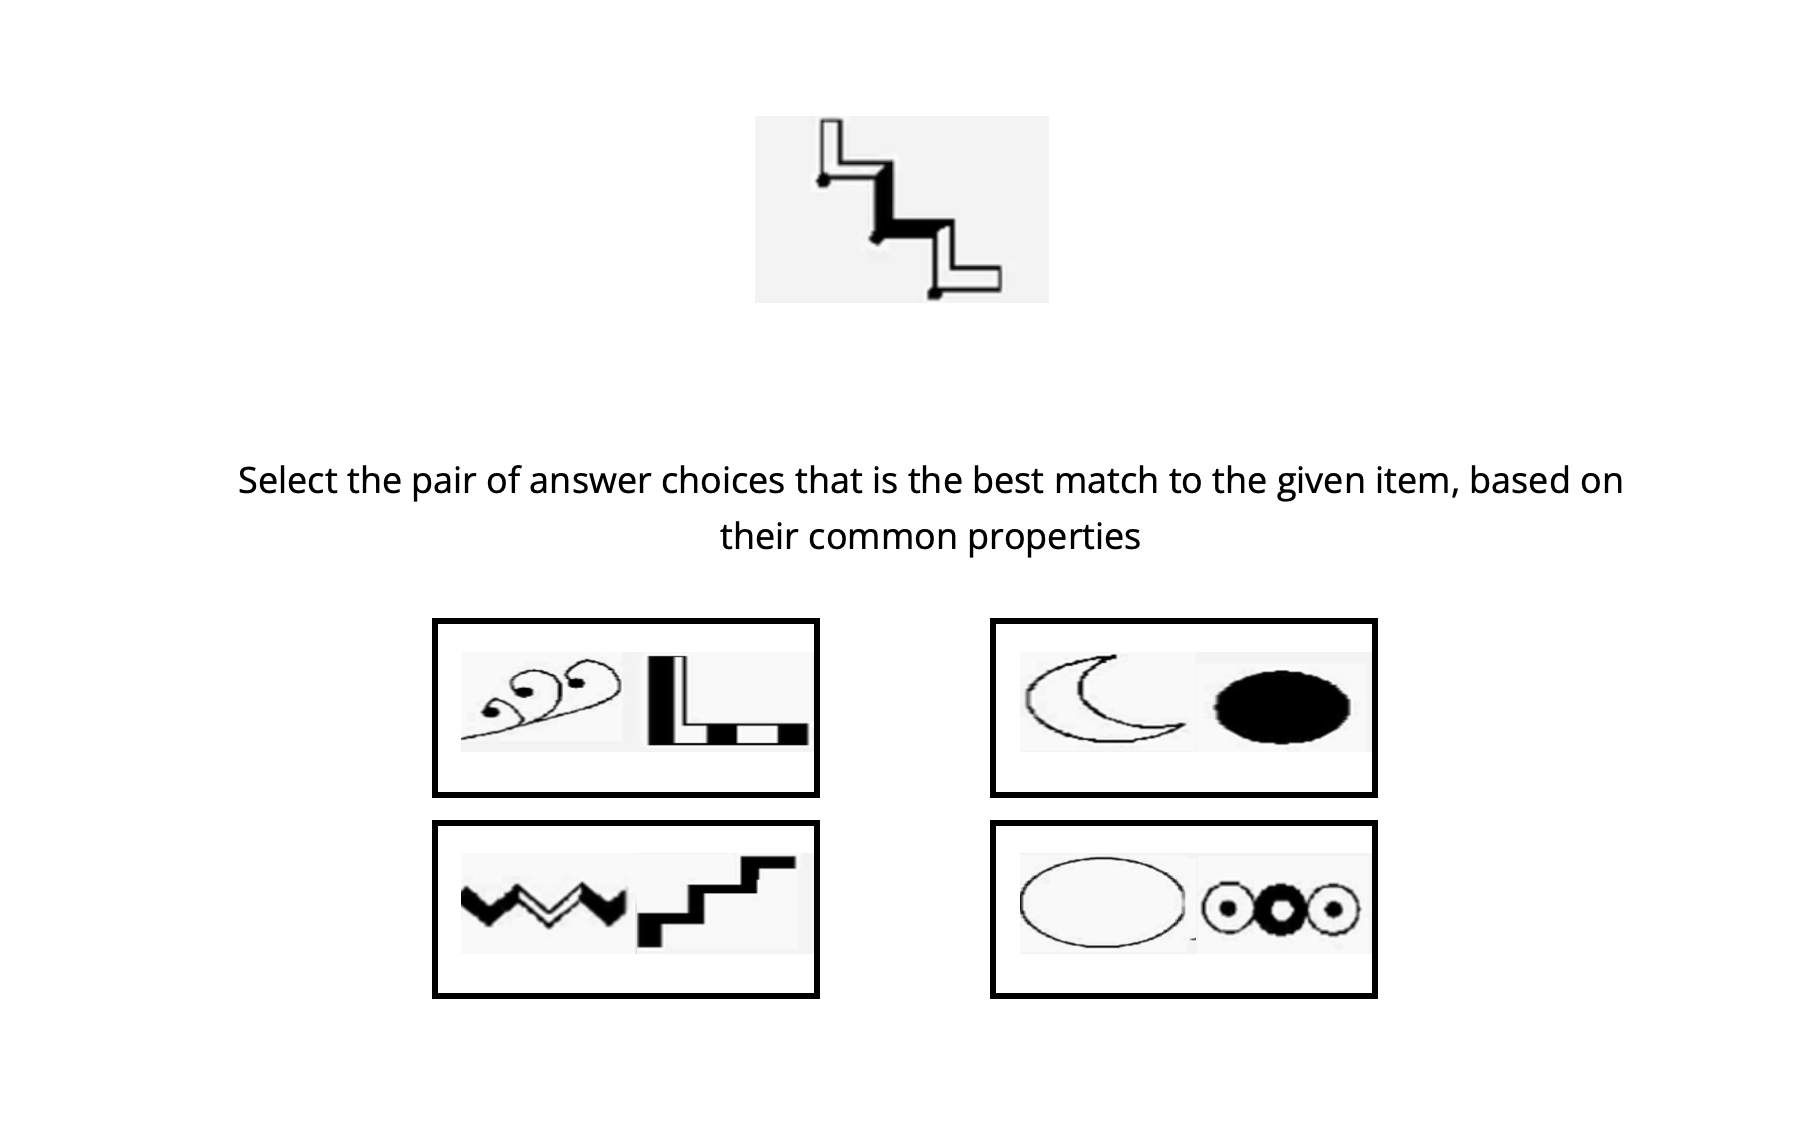 Select the pair of answer choices that is the best match to the given item, based on
their common properties